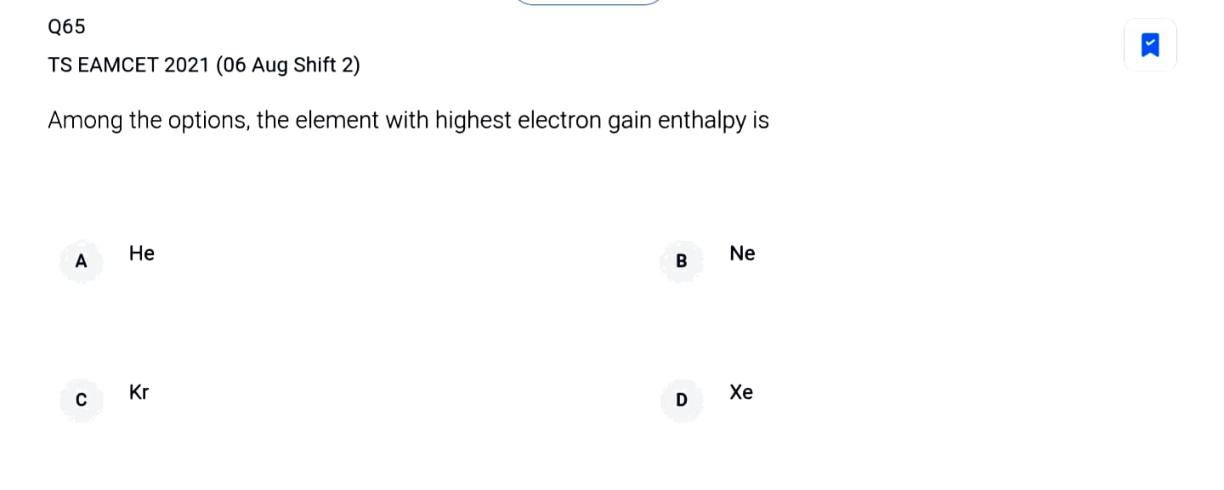 Q65
TS EAMCET 2021 (06 Aug Shift 2)
Among the options, the element with highest electron gain enthalpy is
A He
B Ne
C Kr
D Xe